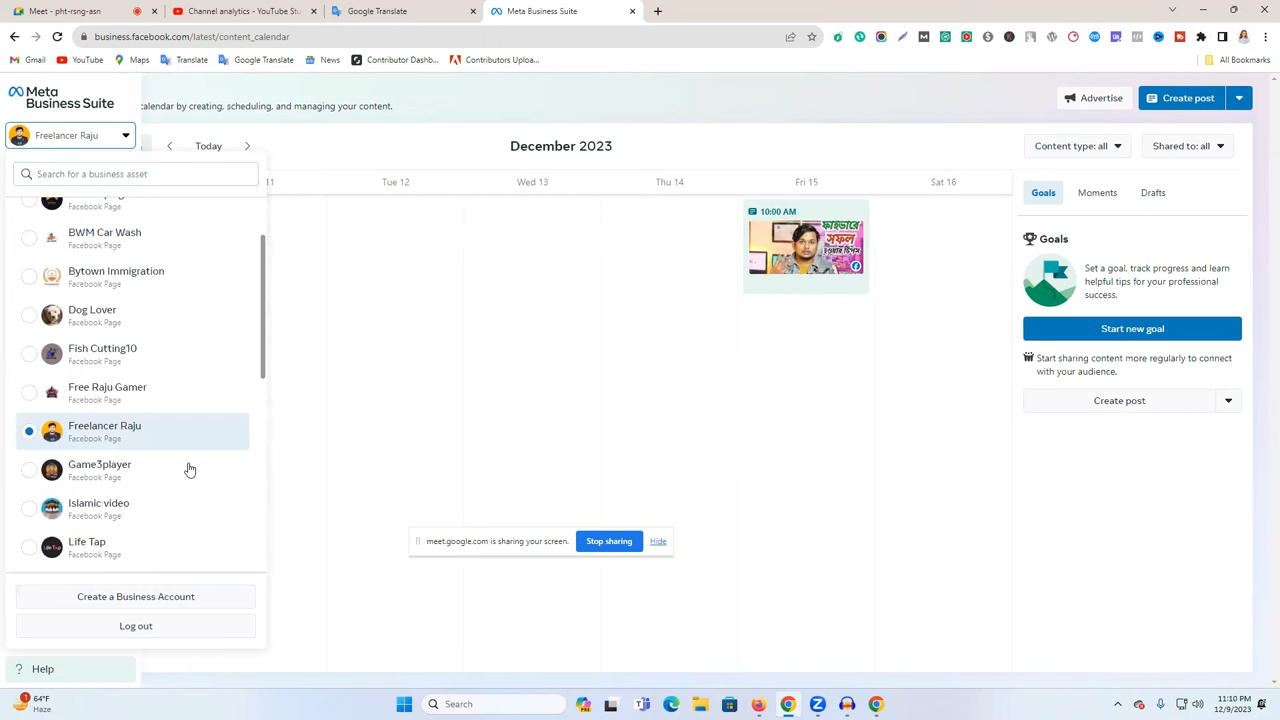 Meet - pht-rsng-asn
Channel analytics - YouTube Stu
Google Translate
Meta Business Suite
business.facebook.com/latest/content_calendar
Gmail
YouTube
Maps
Translate
Google Translate
News
Contributor Dashb...
Contributors Uploa...
All Bookmarks
Meta
Business Suite
calendar by creating, scheduling, and managing your content.
Advertise
Create post
Freelancer Raju
Today
December 2023
Content type: all
Shared to: all
Search for a business asset
11
Tue 12
Wed 13
Thu 14
Fri 15
Sat 16
Goals
Moments
Drafts
Facebook Page
BWM Car Wash
Facebook Page
Bytown Immigration
Facebook Page
Dog Lover
Facebook Page
Fish Cutting10
Facebook Page
Free Raju Gamer
Facebook Page
Freelancer Raju
Facebook Page
Game3player
Facebook Page
Islamic video
Facebook Page
Life Tap
Facebook Page
Create a Business Account
Log out
Help
10:00 AM
ফাইভারে
সফল
হওয়ার টিপস
Goals
Set a goal, track progress and learn
helpful tips for your professional
success.
Start new goal
Start sharing content more regularly to connect
with your audience.
Create post
meet.google.com is sharing your screen.
Stop sharing
Hide
1
64°F
Haze
Search
11:10 PM
12/9/2023